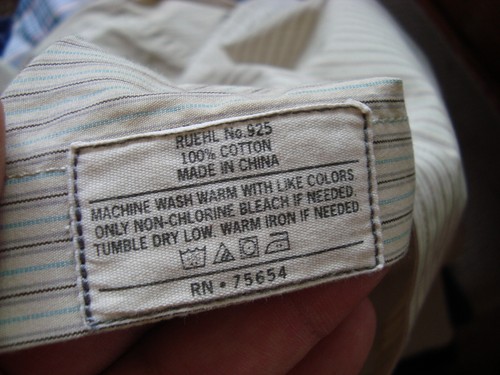 RUEHL No.925
100% COTTON
MADE IN CHINA
MACHINE WASH WARM WITH LIKE COLORS
ONLY NON-CHLORINE BLEACH IF NEEDED.
TUMBLE DRY LOW. WARM IRON IF NEEDED
RN • 75654